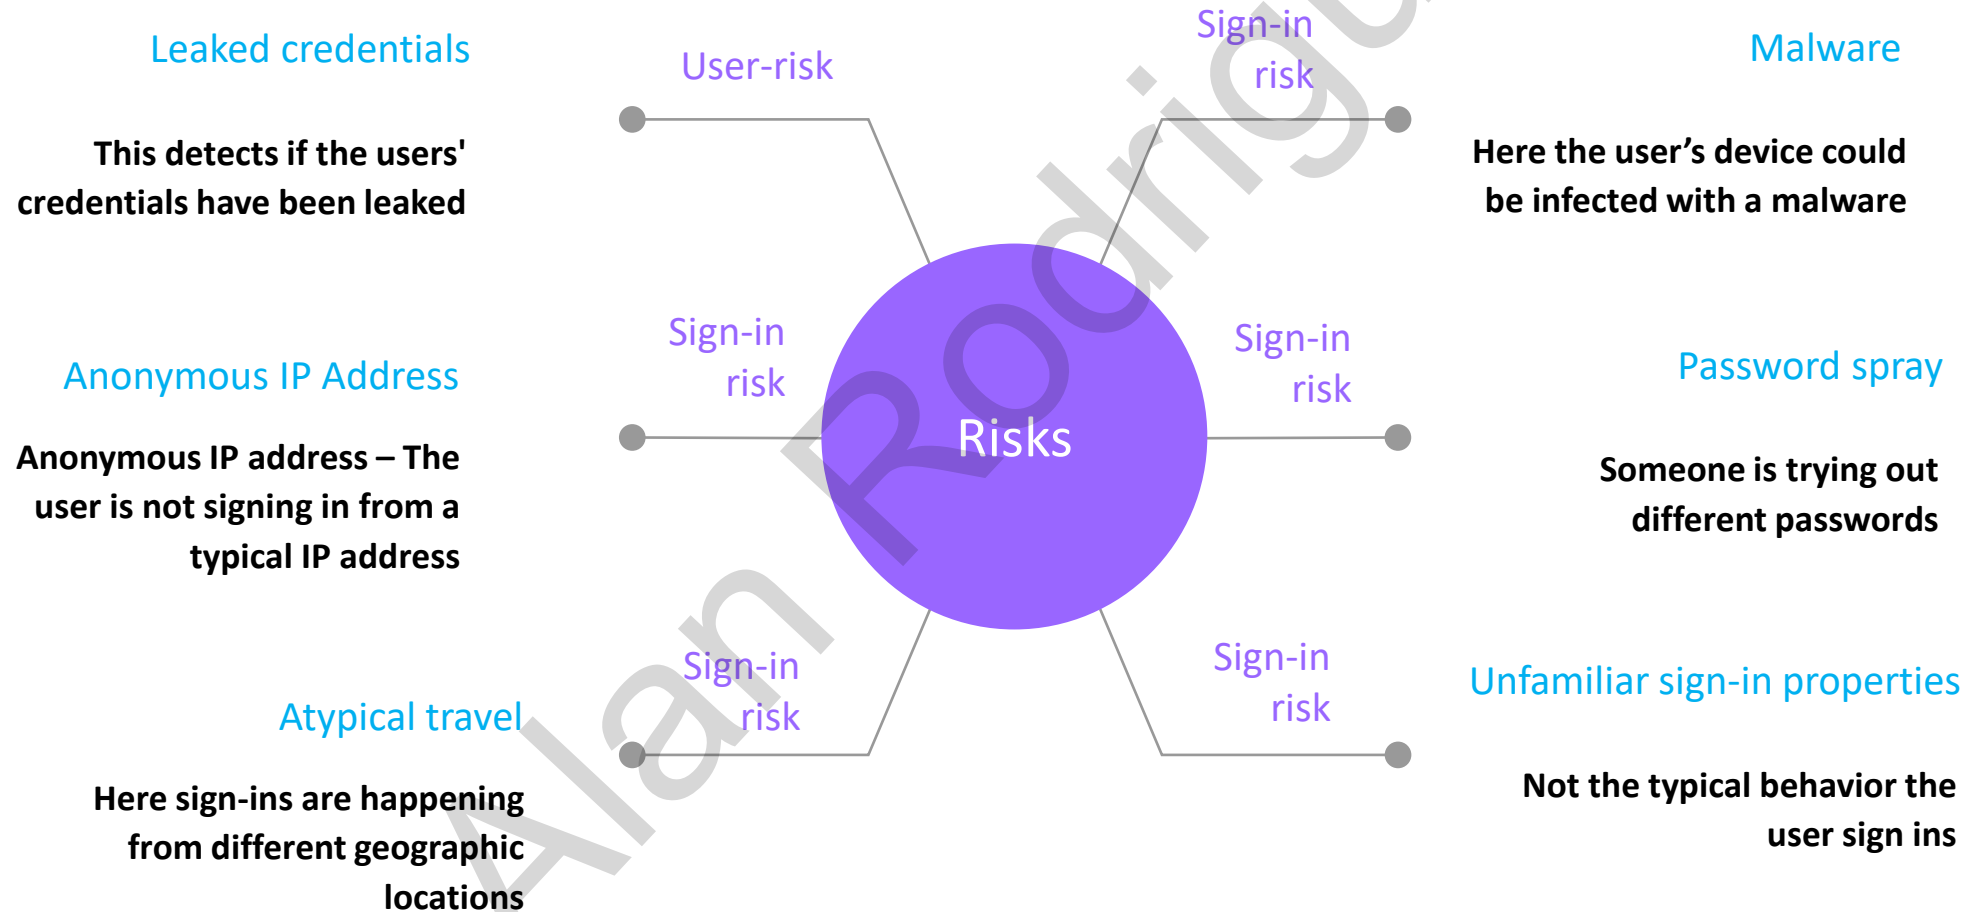 Leaked credentials
User-risk
This detects if the users'
credentials have been leaked
Sign-in
risk
Malware
Here the user’s device could
be infected with a malware
Anonymous IP Address
Sign-in
risk
Anonymous IP address – The
user is not signing in from a
typical IP address
Risks
Sign-in
risk
Password spray
Someone is trying out
different passwords
Atypical travel
Sign-in
risk
Here sign-ins are happening
from different geographic
locations
Sign-in
risk
Unfamiliar sign-in properties
Not the typical behavior the
user sign ins
Alan